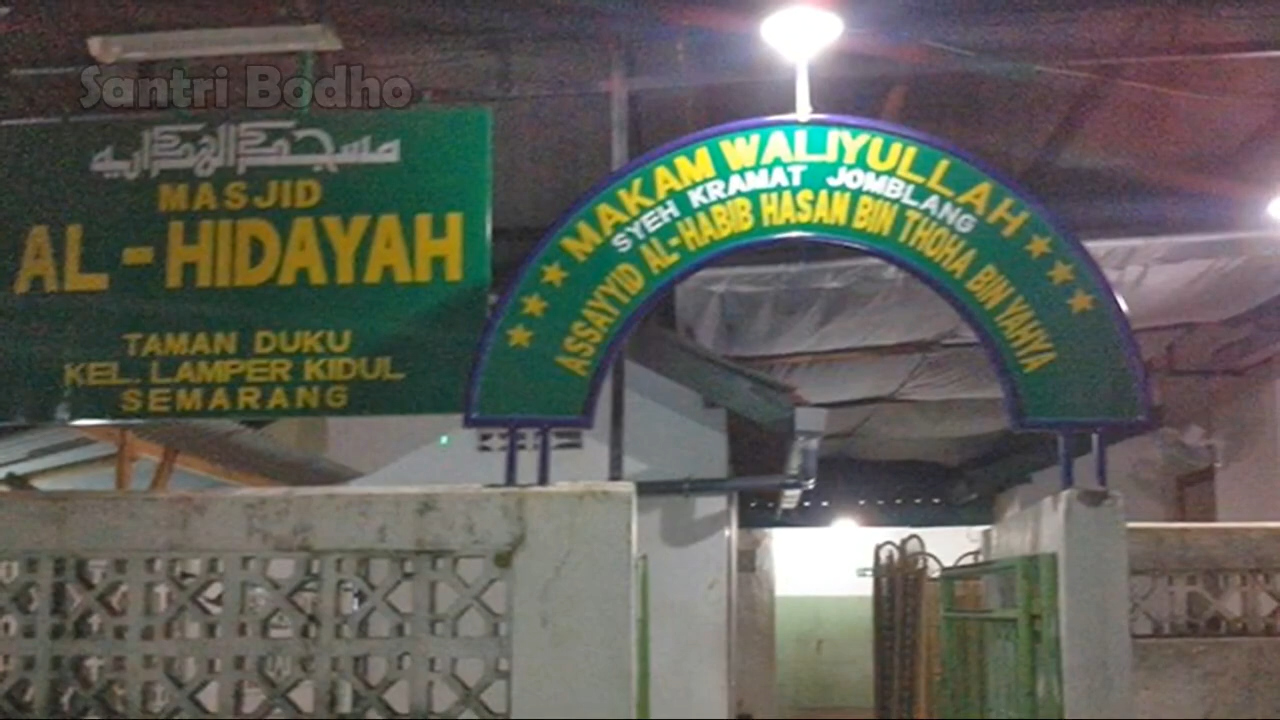 Santri Bodho
مسجد الهداية
MASJID
AL - HIDAYAH
TAMAN DUKU
KEL. LAMPER KIDUL
SEMARANG
MAKAM WALIYULLAH
SYEH KRAMAT JOMBLANG
ASSAYYID AL-HABIB HASAN BIN THOHA BIN YAHYA